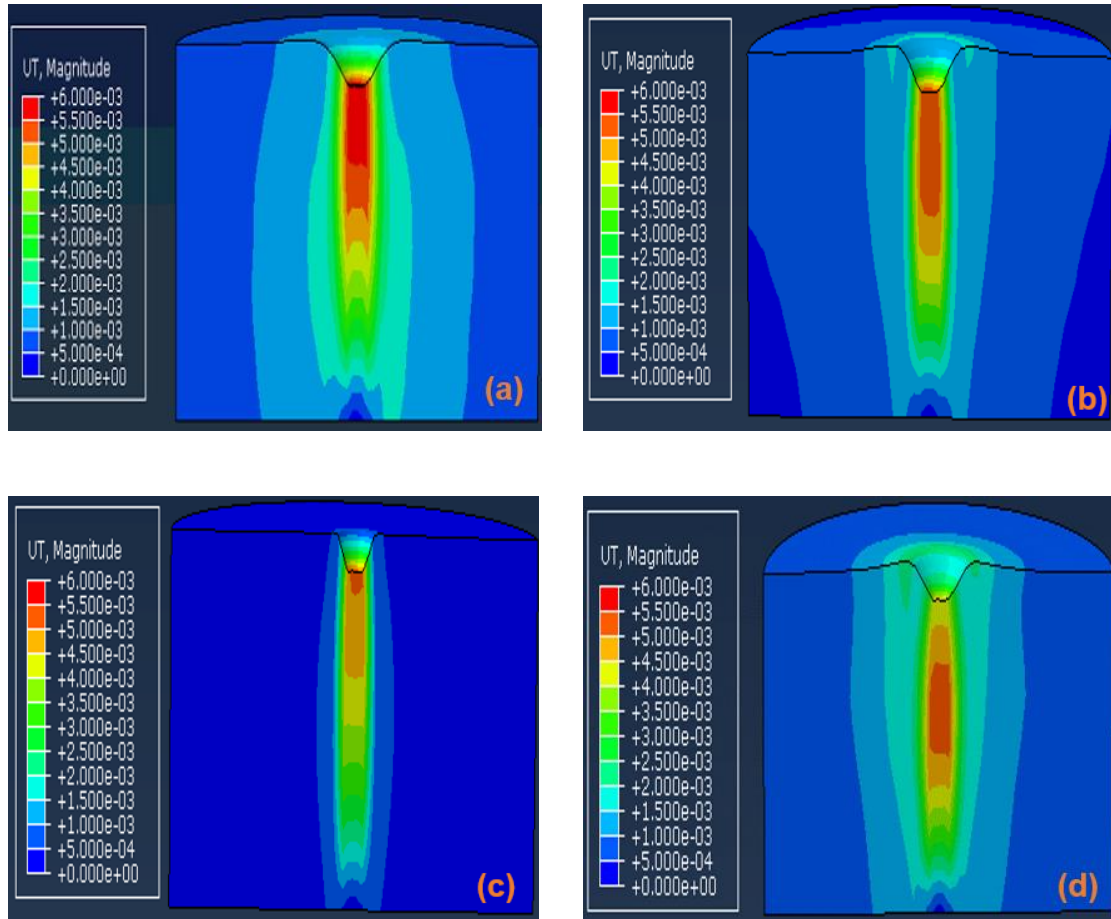 UT, Magnitude
+6.000e-03
+5.500e-03
+5.000e-03
+4.500e-03
+4.000e-03
+3.500e-03
+3.000e-03
+2.500e-03
+2.000e-03
+1.500e-03
+1.000e-03
+5.000e-04
+0.000e+00
(a)
UT, Magnitude
+6.000e-03
+5.500e-03
+5.000e-03
+4.500e-03
+4.000e-03
+3.500e-03
+3.000e-03
+2.500e-03
+2.000e-03
+1.500e-03
+1.000e-03
+5.000e-04
+0.000e+00
(b)
UT, Magnitude
+6.000e-03
+5.500e-03
+5.000e-03
+4.500e-03
+4.000e-03
+3.500e-03
+3.000e-03
+2.500e-03
+2.000e-03
+1.500e-03
+1.000e-03
+5.000e-04
+0.000e+00
(c)
UT, Magnitude
+6.000e-03
+5.500e-03
+5.000e-03
+4.500e-03
+4.000e-03
+3.500e-03
+3.000e-03
+2.500e-03
+2.000e-03
+1.500e-03
+1.000e-03
+5.000e-04
+0.000e+00
(d)